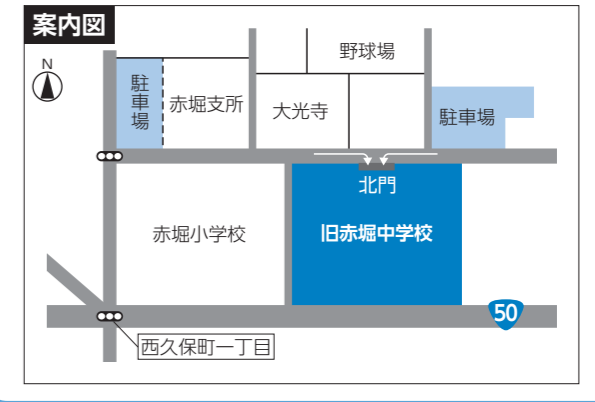 案内図
N
野球場
駐車場
赤堀支所
大光寺
駐車場
北門
赤堀小学校
旧赤堀中学校
50
西久保町一丁目